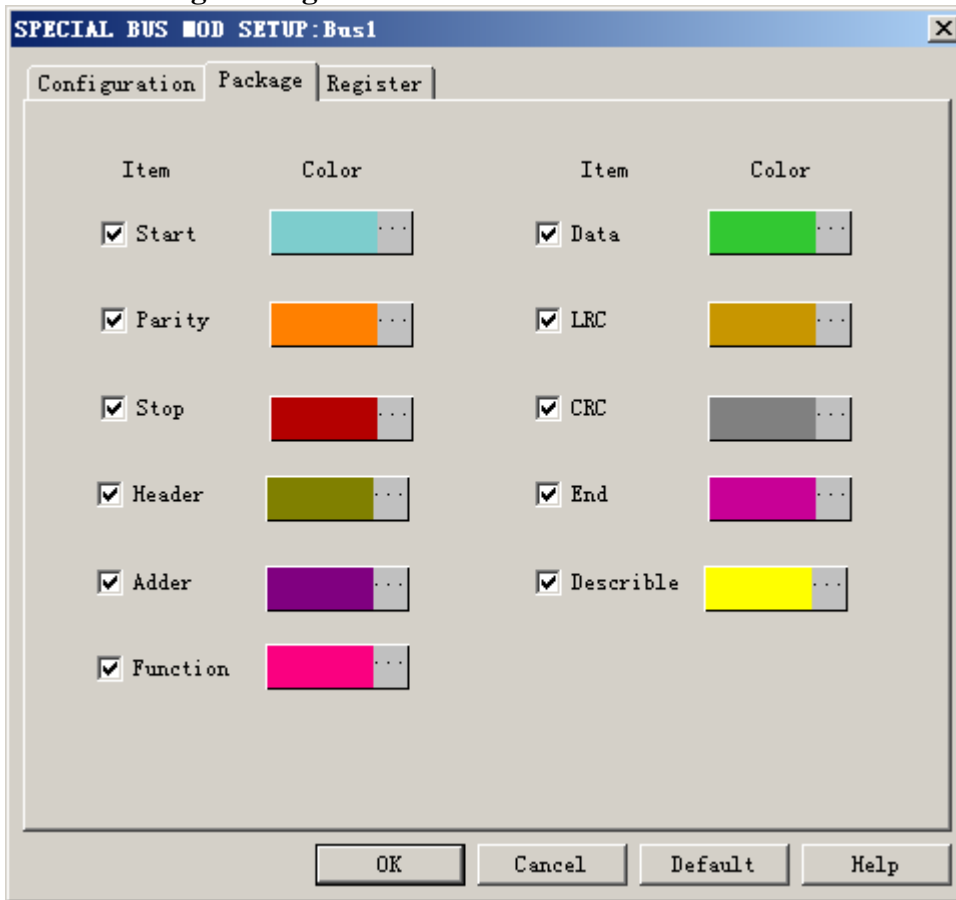 SPECIAL BUS MOD SETUP:Bus1
Configuration Package Register
Item Color Item Color
Start ... Data ...
Parity ... LRC ...
Stop ... CRC ...
Header ... End ...
Adder ... Describle ...
Function ...
OK Cancel Default Help